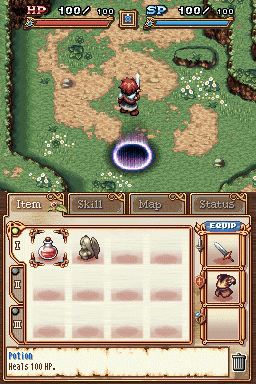 HP 100/100 SP 100/100
Item Skill Map Status
EQUIP
I
II
III
Potion
Heals 100 HP.